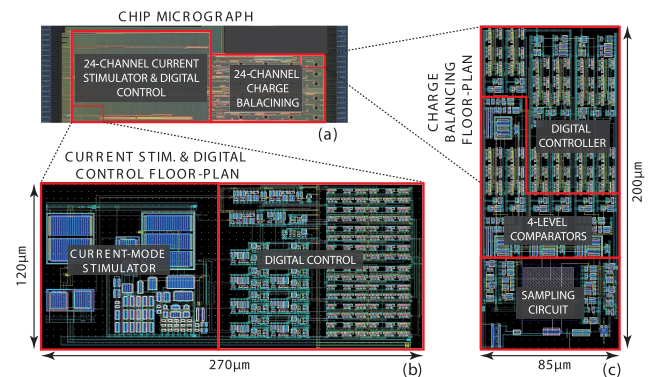 CHIP MICROGRAPH
24-CHANNEL CURRENT
STIMULATOR & DIGITAL
CONTROL
24-CHANNEL
CHARGE
BALACINING
(a)
CURRENT STIM. & DIGITAL
CONTROL FLOOR-PLAN
120µm
CURRENT-MODE
STIMULATOR
DIGITAL CONTROL
270µm
(b)
CHARGE
BALANCING
FLOOR-PLAN
DIGITAL
CONTROLLER
4-LEVEL
COMPARATORS
SAMPLING
CIRCUIT
200µm
85µm
(c)